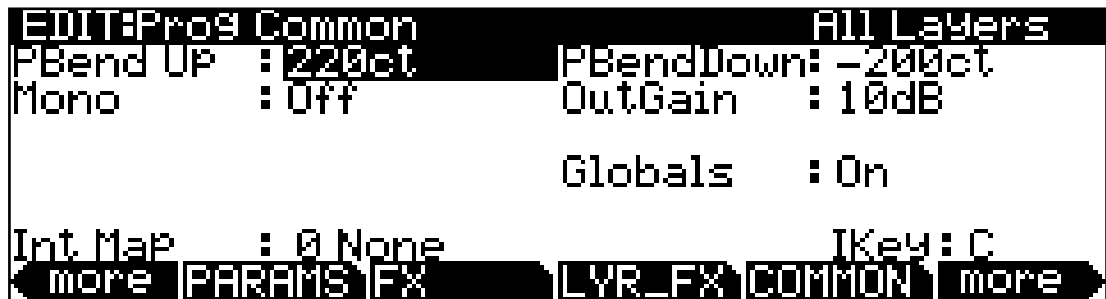 EDIT:Prog Common All Layers
PBend Up :220ct PBendDown:-200ct
Mono :Off OutGain :10dB
Globals :On
Int Map : 0 None IKey:C
more PARAMS FX LYR_FX COMMON more